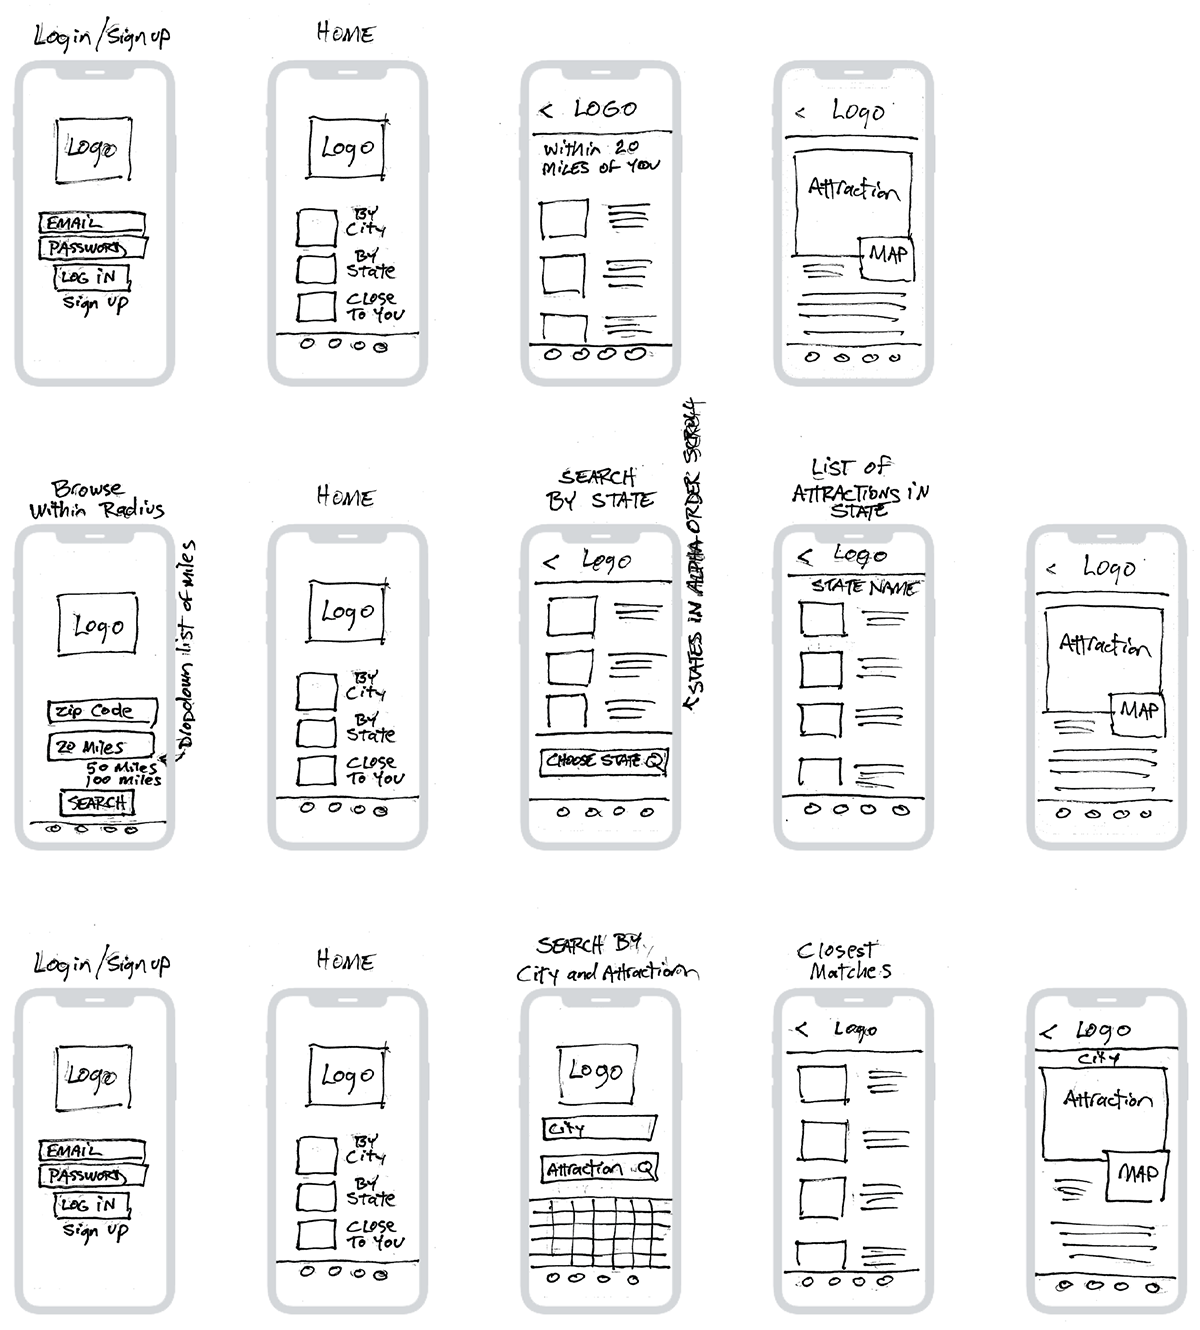 Login/Sign up
HOME
Logo
EMAIL
PASSWORD
LOG IN
Sign up
Logo
By
City
By
State
Close
To You
< LOGO
Within 20
Miles of You
< Logo
Attraction
MAP
Browse
Within Radius
HOME
SEARCH
BY STATE
LIST OF
ATTRACTIONS IN
STATE
Logo
Zip Code
20 Miles
50 Miles
100 Miles
SEARCH
Dropdown list of miles
Logo
By
City
By
State
Close
To You
< Logo
CHOOSE STATE
STATES IN ALPHA ORDER SCROLL
< Logo
STATE NAME
< Logo
Attraction
MAP
Login/Sign up
HOME
SEARCH BY
City and Attraction
Closest
Matches
Logo
EMAIL
PASSWORD
LOG IN
Sign up
Logo
By
City
By
State
Close
To You
Logo
City
Attraction
< Logo
< Logo
City
Attraction
MAP